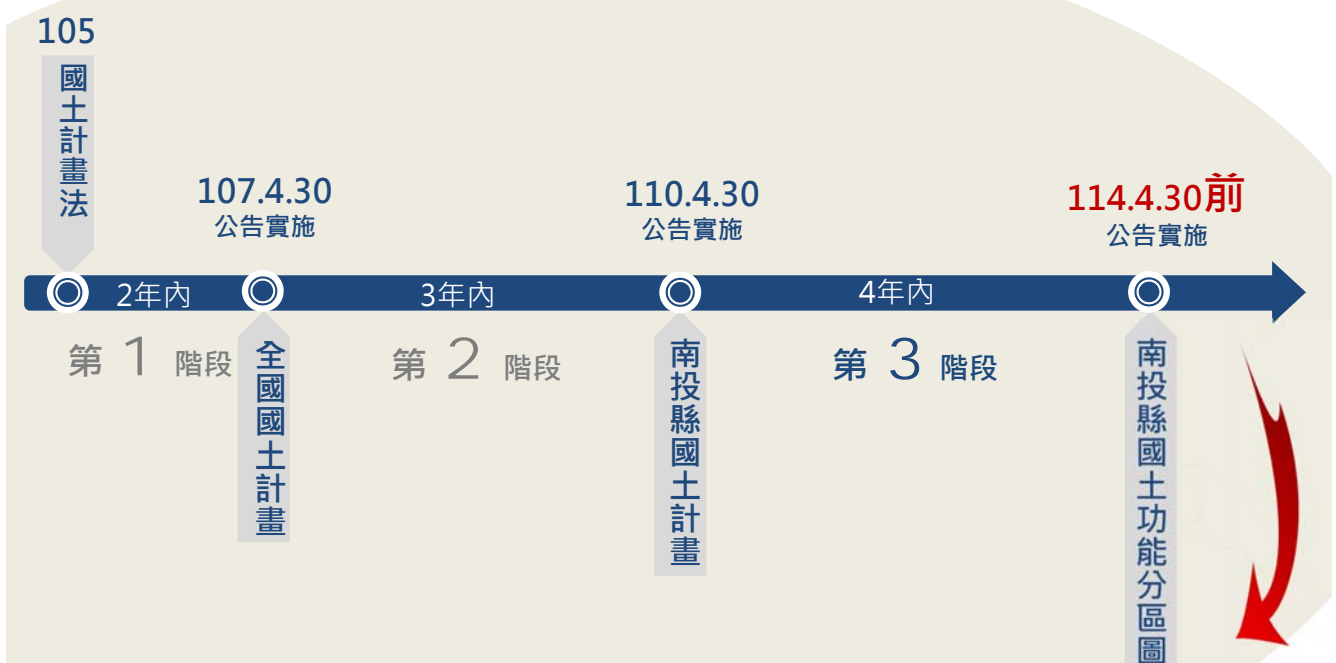 105
國土計畫法
107.4.30
公告實施
110.4.30
公告實施
114.4.30前
公告實施
2年內
3年內
4年內
第 1 階段
全國國土計畫
第 2 階段
南投縣國土計畫
第 3 階段
南投縣國土功能分區圖